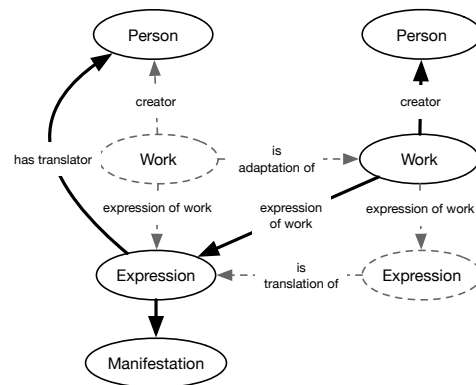 Person
Person
creator
creator
has translator
Work
is
adaptation of
Work
expression of work
expression
of work
expression of work
Expression
is
translation of
Expression
Manifestation